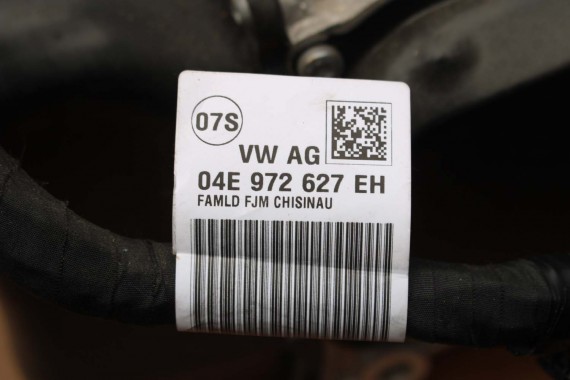 07S
VW AG
04E 972 627 EH
FAMLD FJM CHISINAU